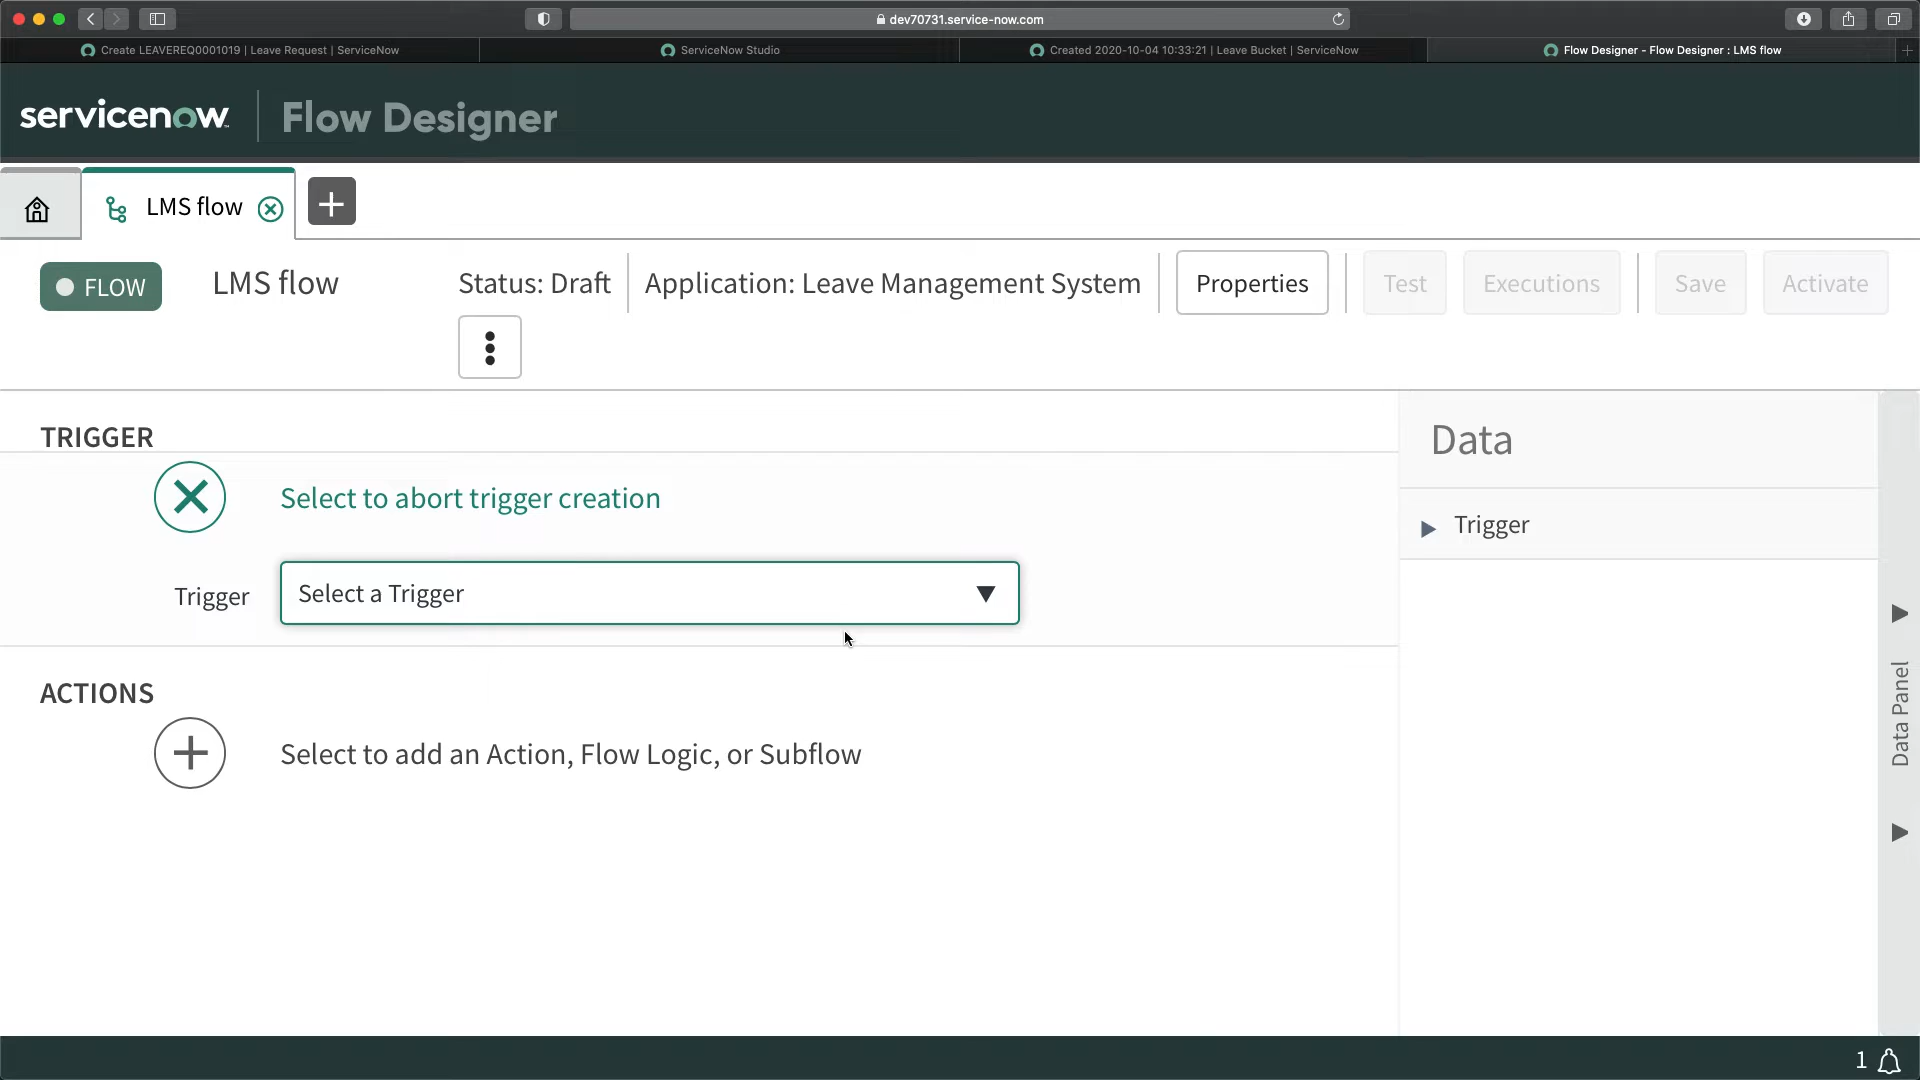 dev70731.service-now.com
Create LEAVEREQ0001019 | Leave Request | ServiceNow
ServiceNow Studio
Created 2020-10-04 10:33:21 | Leave Bucket | ServiceNow
Flow Designer - Flow Designer : LMS flow
servicenow
Flow Designer
LMS flow
FLOW
LMS flow
Status: Draft
Application: Leave Management System
Properties
Test
Executions
Save
Activate
TRIGGER
Select to abort trigger creation
Trigger
Select a Trigger
ACTIONS
Select to add an Action, Flow Logic, or Subflow
Data
Trigger
Data Panel
1